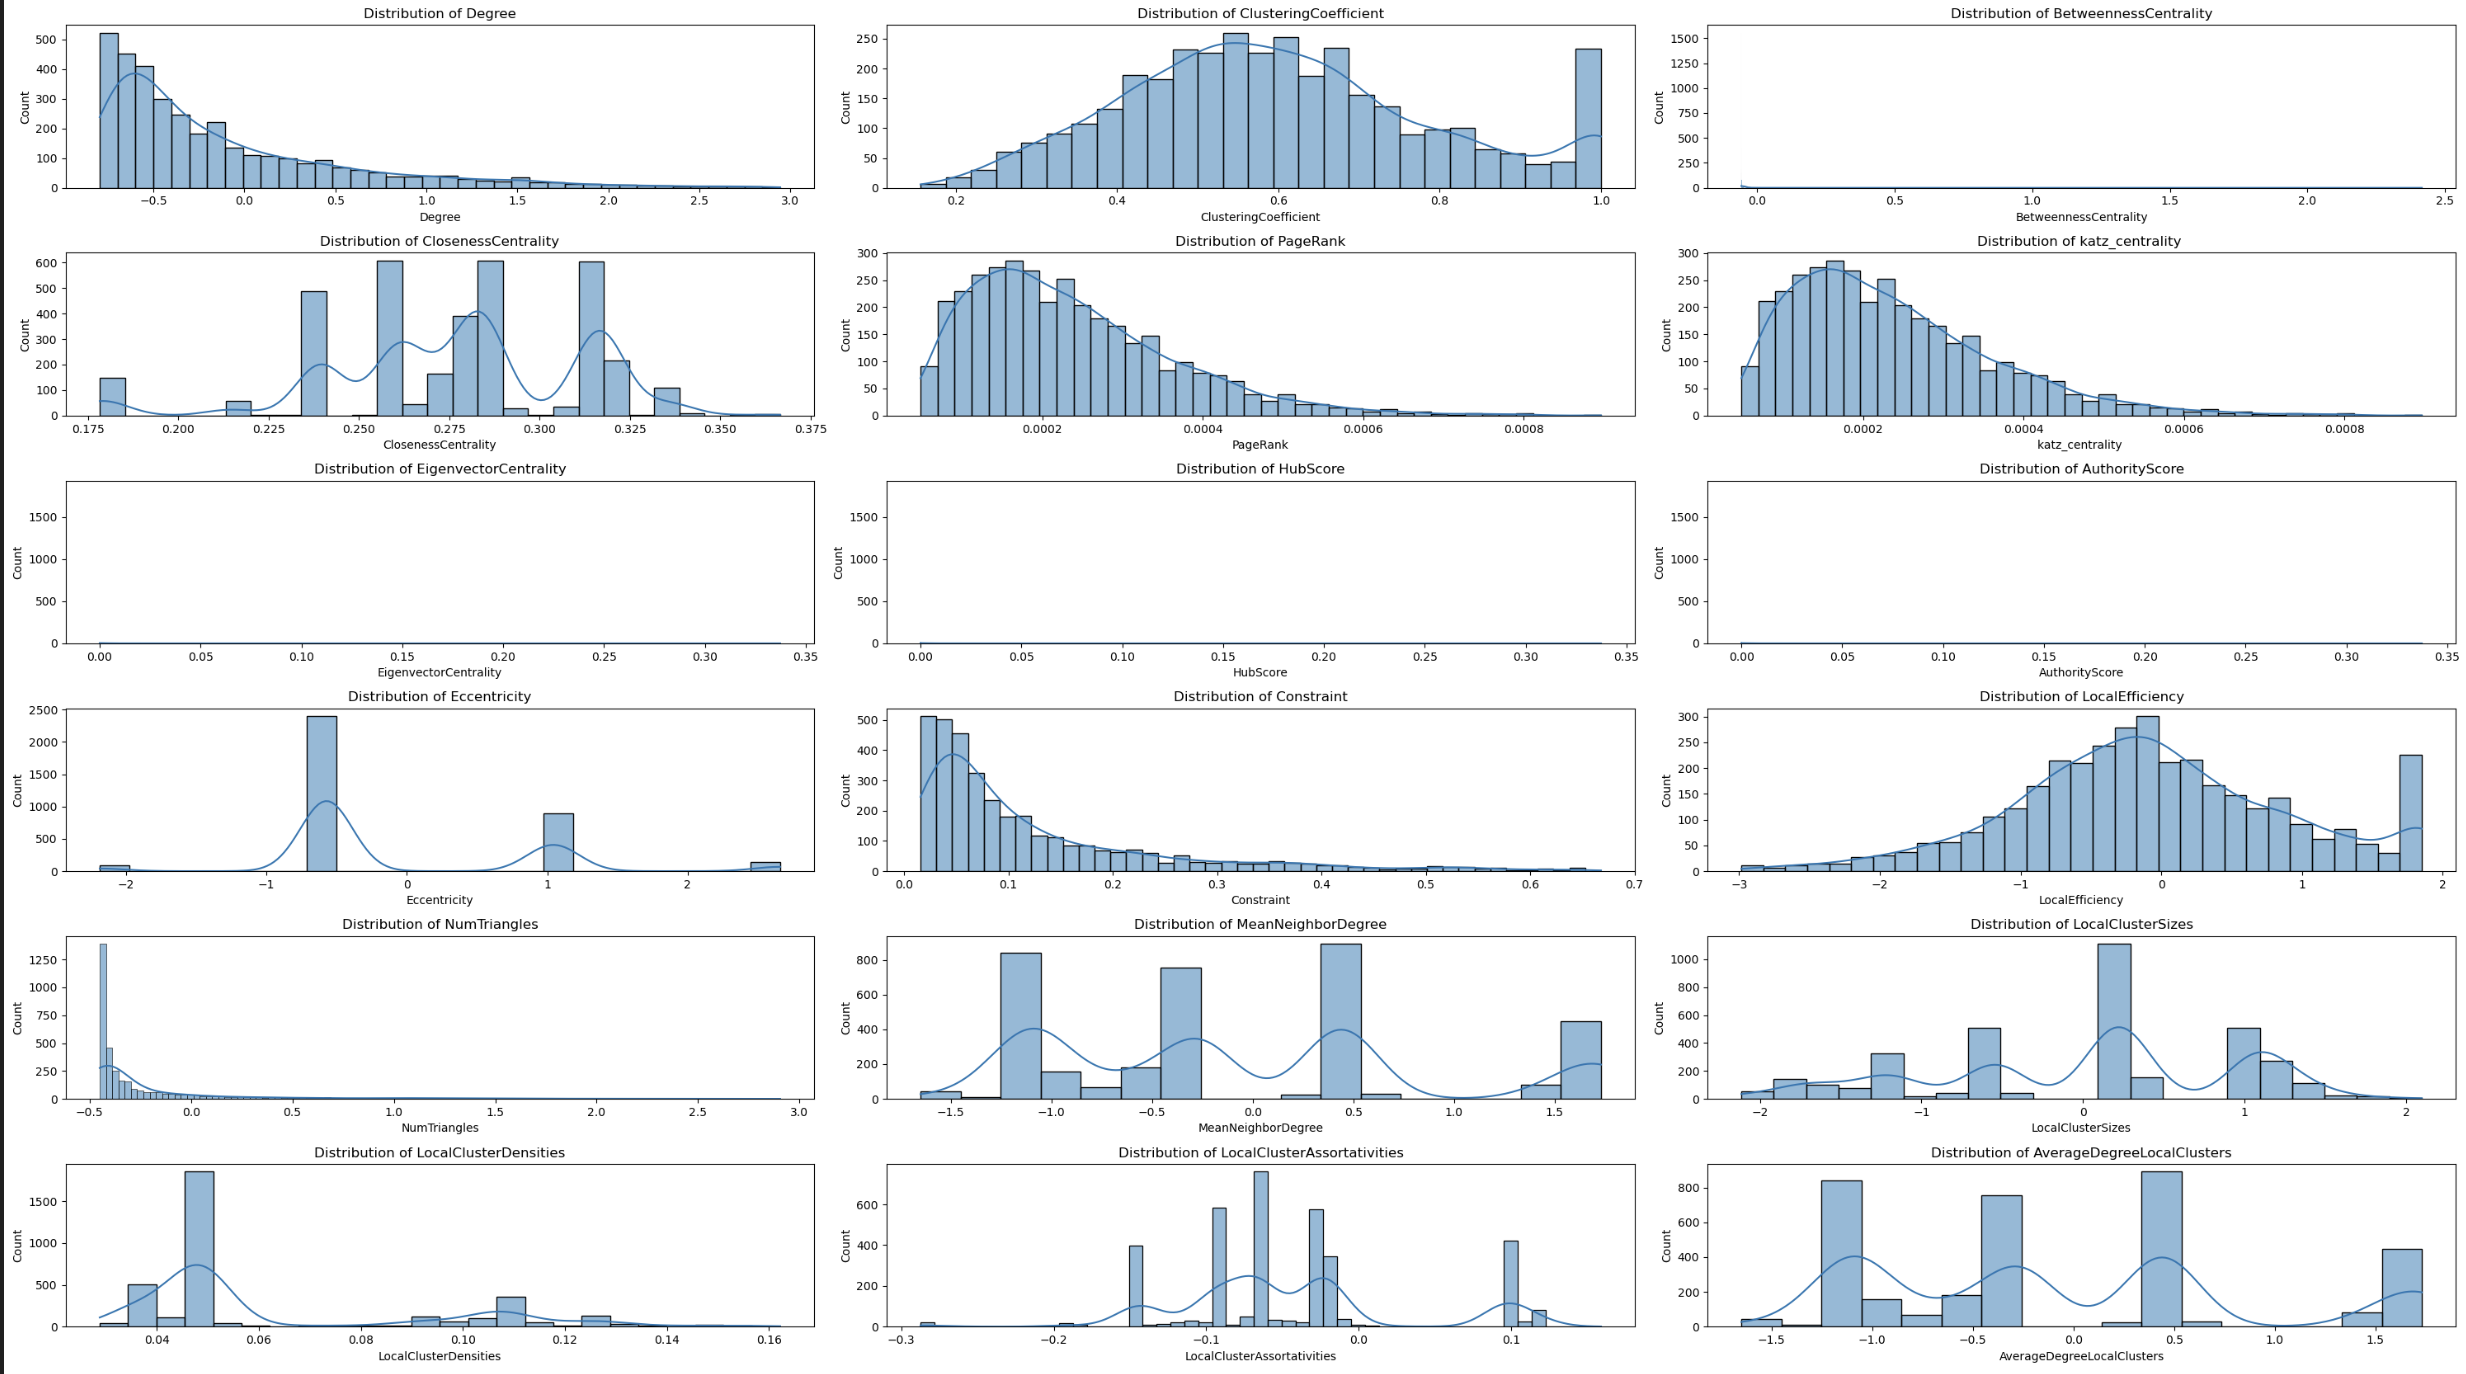 Distribution of Degree
Distribution of ClusteringCoefficient
Distribution of BetweennessCentrality
Count
500
400
300
200
100
0
−0.5 0.0 0.5 1.0 1.5 2.0 2.5 3.0
Degree
Count
250
200
150
100
50
0
0.2 0.4 0.6 0.8 1.0
ClusteringCoefficient
Count
1500
1250
1000
750
500
250
0
0.0 0.5 1.0 1.5 2.0 2.5
BetweennessCentrality
Distribution of ClosenessCentrality
Distribution of PageRank
Distribution of katz_centrality
Count
600
500
400
300
200
100
0
0.175 0.200 0.225 0.250 0.275 0.300 0.325 0.350 0.375
ClosenessCentrality
Count
300
250
200
150
100
50
0
0.0002 0.0004 0.0006 0.0008
PageRank
Count
300
250
200
150
100
50
0
0.0002 0.0004 0.0006 0.0008
katz_centrality
Distribution of EigenvectorCentrality
Distribution of HubScore
Distribution of AuthorityScore
Count
1500
1000
500
0
0.00 0.05 0.10 0.15 0.20 0.25 0.30 0.35
EigenvectorCentrality
Count
1500
1000
500
0
0.00 0.05 0.10 0.15 0.20 0.25 0.30 0.35
HubScore
Count
1500
1000
500
0
0.00 0.05 0.10 0.15 0.20 0.25 0.30 0.35
AuthorityScore
Distribution of Eccentricity
Distribution of Constraint
Distribution of LocalEfficiency
Count
2500
2000
1500
1000
500
0
−2 −1 0 1 2
Eccentricity
Count
500
400
300
200
100
0
0.0 0.1 0.2 0.3 0.4 0.5 0.6 0.7
Constraint
Count
300
250
200
150
100
50
0
−3 −2 −1 0 1 2
LocalEfficiency
Distribution of NumTriangles
Distribution of MeanNeighborDegree
Distribution of LocalClusterSizes
Count
1250
1000
750
500
250
0
−0.5 0.0 0.5 1.0 1.5 2.0 2.5 3.0
NumTriangles
Count
800
600
400
200
0
−1.5 −1.0 −0.5 0.0 0.5 1.0 1.5
MeanNeighborDegree
Count
1000
800
600
400
200
0
−2 −1 0 1 2
LocalClusterSizes
Distribution of LocalClusterDensities
Distribution of LocalClusterAssortativities
Distribution of AverageDegreeLocalClusters
Count
1500
1000
500
0
0.04 0.06 0.08 0.10 0.12 0.14 0.16
LocalClusterDensities
Count
600
400
200
0
−0.3 −0.2 −0.1 0.0 0.1
LocalClusterAssortativities
Count
800
600
400
200
0
−1.5 −1.0 −0.5 0.0 0.5 1.0 1.5
AverageDegreeLocalClusters